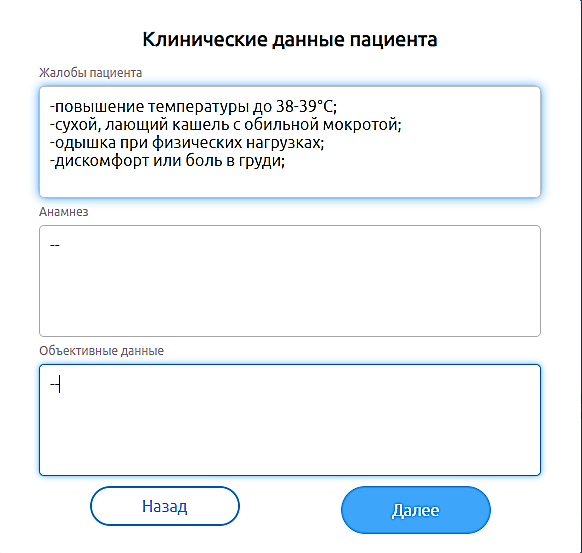 Клинические данные пациента
Жалобы пациента
-повышение температуры до 38-39°C;
-сухой, лающий кашель с обильной мокротой;
-одышка при физических нагрузках;
-дискомфорт или боль в груди;
Анамнез
--
Объективные данные
--
Назад
Далее